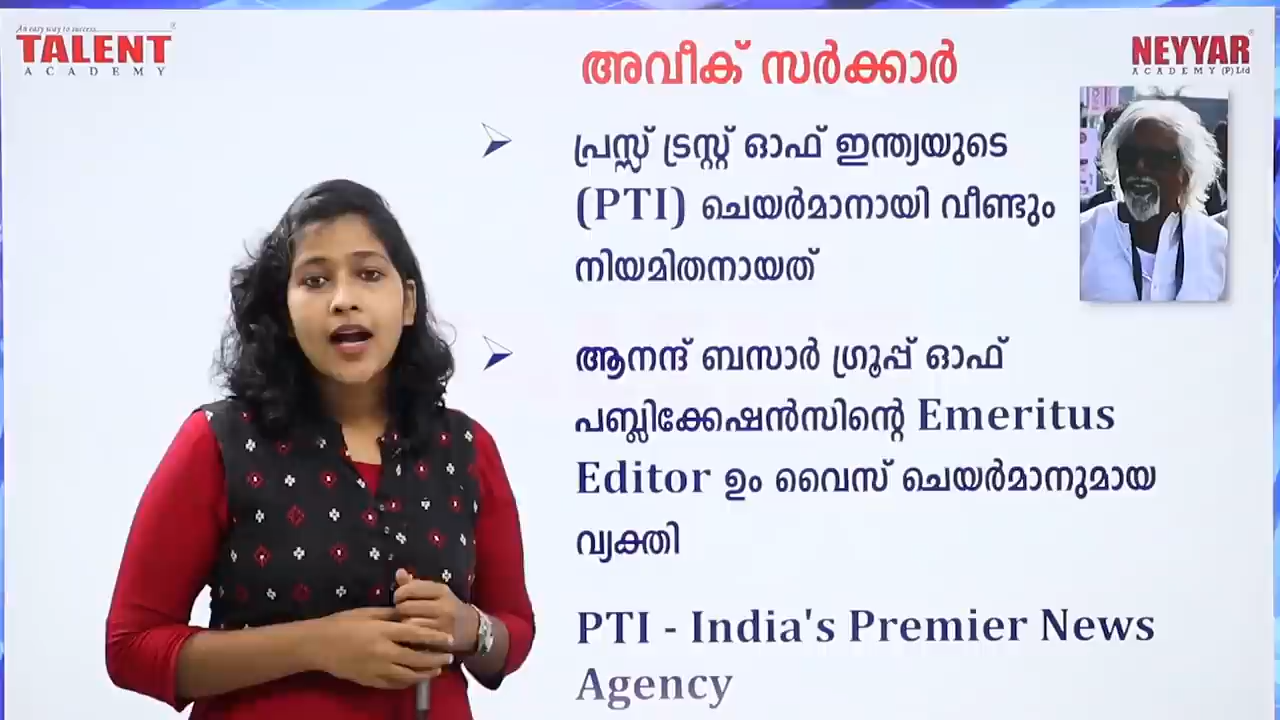 An easy way to success
TALENT
ACADEMY
NEYYAR
ACADEMY (P) Ltd
അവീക് സർക്കാർ
പ്രസ്സ് ട്രസ്റ്റ് ഓഫ് ഇന്ത്യയുടെ
(PTI) ചെയർമാനായി വീണ്ടും
നിയമിതനായത്
ആനന്ദ് ബസാർ ഗ്രൂപ്പ് ഓഫ്
പബ്ലിക്കേഷൻസിന്റെ Emeritus
Editor ഉം വൈസ് ചെയർമാനുമായ
വ്യക്തി
PTI - India's Premier News
Agency